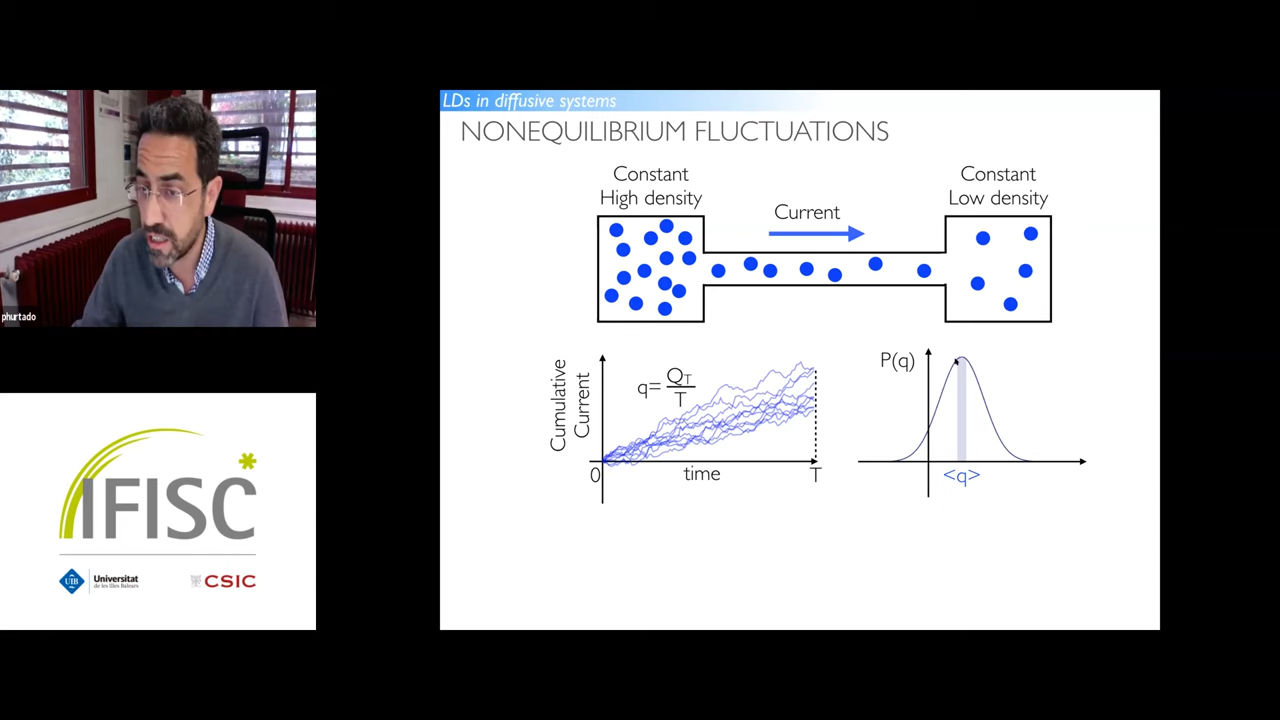 phurtado
IFISC
UIB
Universitat
de les Illes Balears
CSIC
LDs in diffusive systems
NONEQUILIBRIUM FLUCTUATIONS
Constant
High density
Constant
Low density
Current
Cumulative
Current
q= QT
T
0
time
T
P(q)
<q>